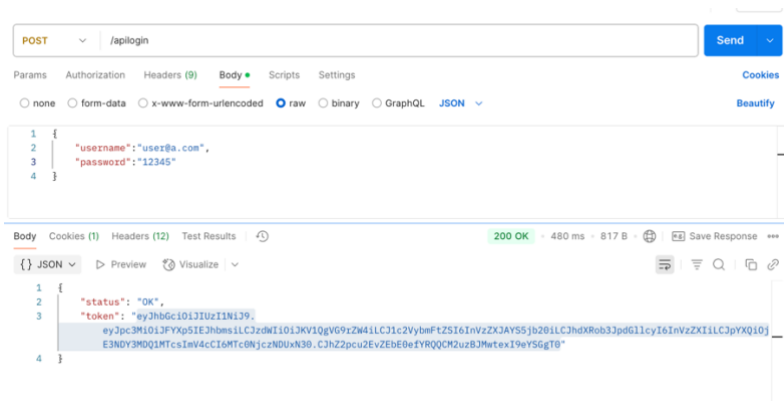 POST /apilogin Send
Params Authorization Headers (9) Body Scripts Settings Cookies
none form-data x-www-form-urlencoded raw binary GraphQL JSON Beautify
1 {
2 "username":"user@a.com",
3 "password":"12345"
4 }
Body Cookies (1) Headers (12) Test Results 200 OK 480 ms 817 B Save Response
{} JSON Preview Visualize
1 {
2 "status": "OK",
3 "token": "eyJhbGciOiJIUzI1NiJ9.
eyJpc3MiOiJFYXp5IEJhbmsiLCJzdWIiOiJKV1QgVG9rZW4iLCJ1c2VybmFtZSI6InVzZXJAYS5jb20iLCJhdXRob3JpdGllcyI6InVzZXIiLCJpYXQiOj
E3NDY3MDQ1MTcsImV4cCI6MTc0NjczNDUxN30.CJhZ2pcu2EvZEbE0efYRQQCM2uzBJMwtexI9eYSGgT0"
4 }